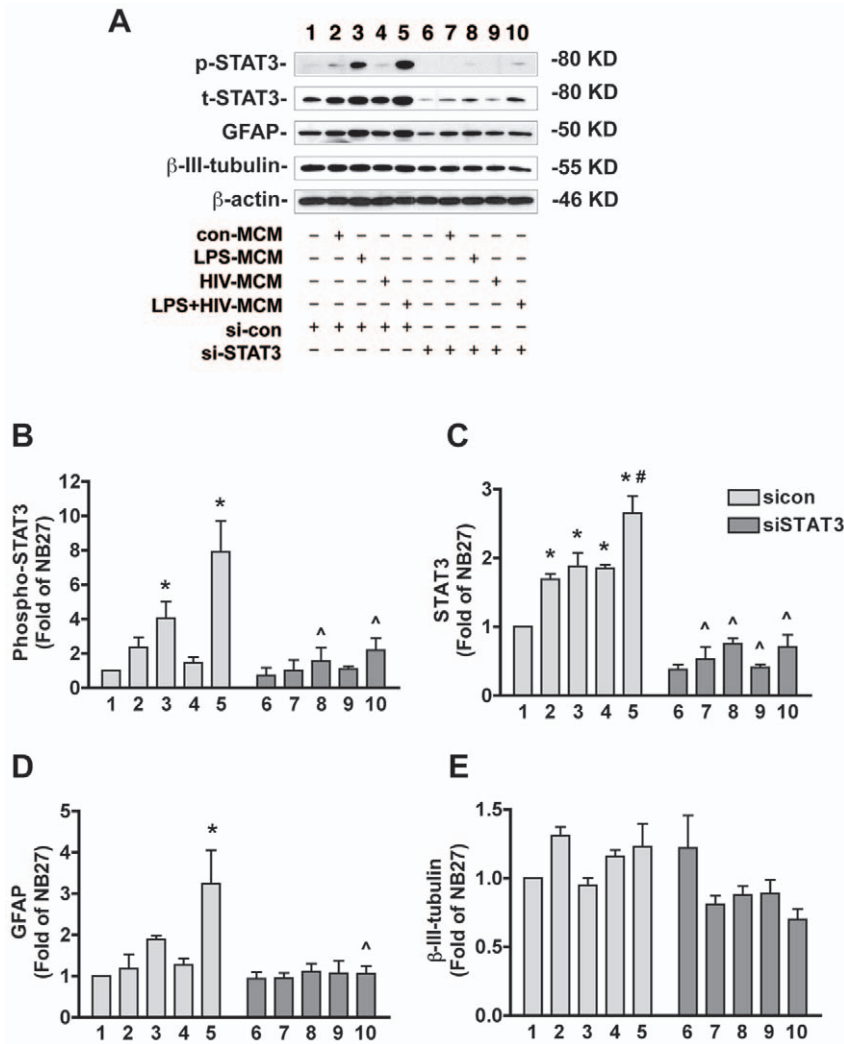 A
1 2 3 4 5 6 7 8 9 10
p-STAT3- -80 KD
t-STAT3- -80 KD
GFAP- -50 KD
β-III-tubulin- -55 KD
β-actin- -46 KD
con-MCM - + - - - - + - - -
LPS-MCM - - + - - - - + - -
HIV-MCM - - - + - - - - + -
LPS+HIV-MCM - - - - + - - - - +
si-con + + + + + - - - - -
si-STAT3 - - - - - + + + + +
B
Phospho-STAT3
(Fold of NB27)
12
10
8
6
4
2
0
* * ^ ^
1 2 3 4 5 6 7 8 9 10
C
STAT3
(Fold of NB27)
3
2
1
0
* * * * # ^ ^ ^ ^
sicon
siSTAT3
1 2 3 4 5 6 7 8 9 10
D
GFAP
(Fold of NB27)
5
4
3
2
1
0
* ^
1 2 3 4 5 6 7 8 9 10
E
β-III-tubulin
(Fold of NB27)
1.5
1.0
0.5
0.0
1 2 3 4 5 6 7 8 9 10